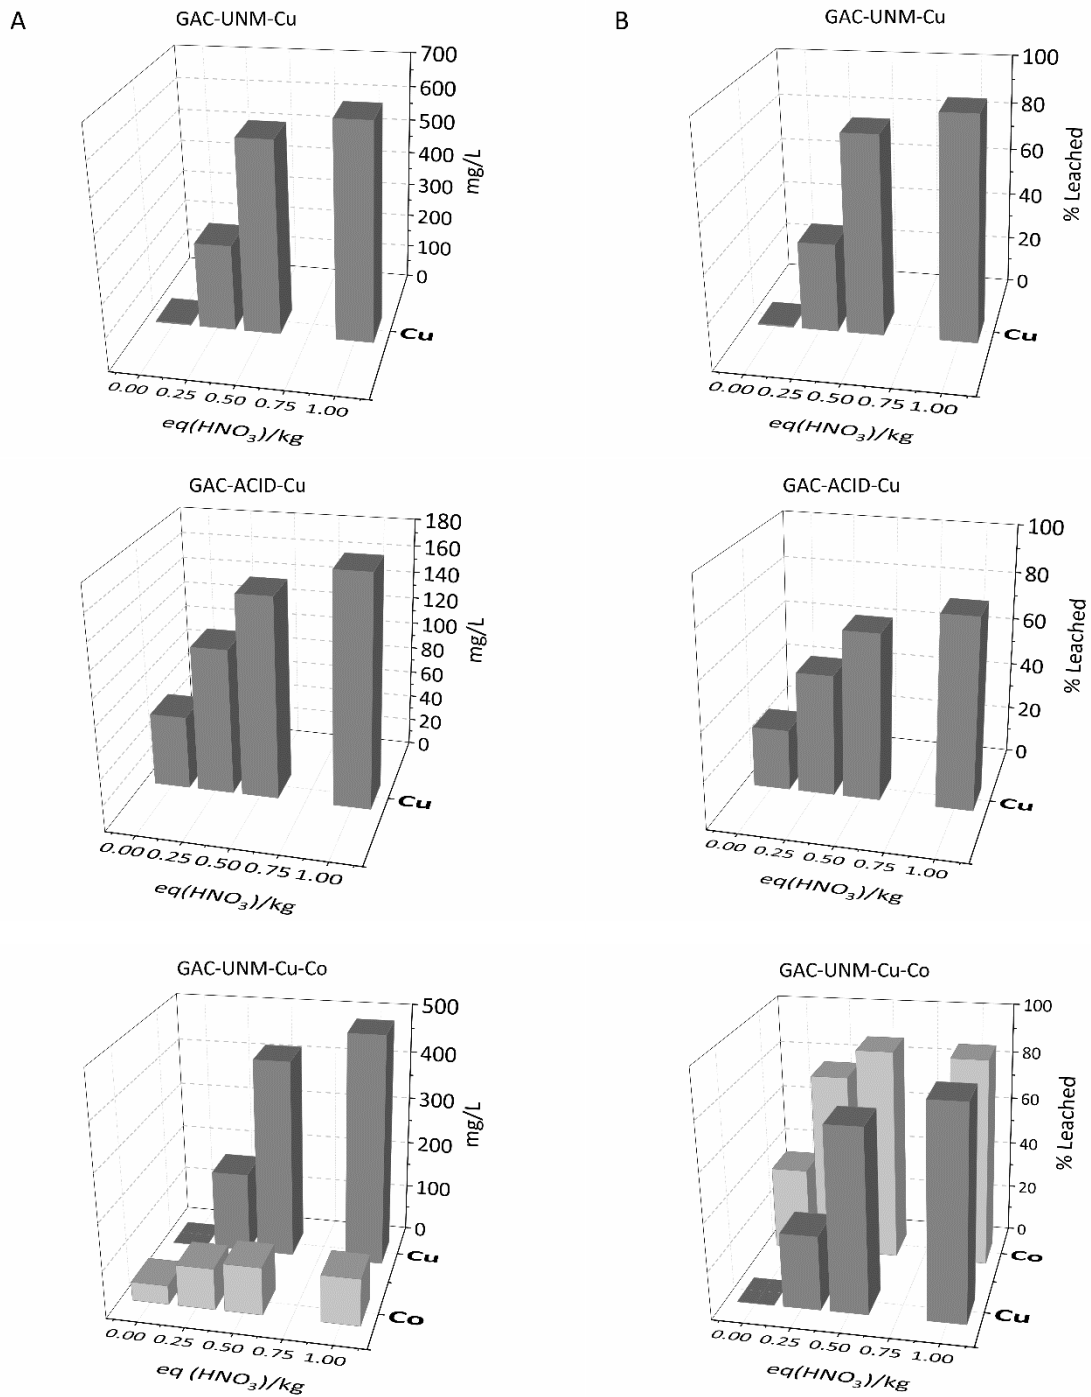 A
GAC-UNM-Cu
700
600
500
400
300
200
100
0
mg/L
Cu
0.00 0.25 0.50 0.75 1.00
eq(HNO3)/kg
B
GAC-UNM-Cu
100
80
60
40
20
0
% Leached
Cu
0.00 0.25 0.50 0.75 1.00
eq(HNO3)/kg
GAC-ACID-Cu
180
160
140
120
100
80
60
40
20
0
mg/L
Cu
0.00 0.25 0.50 0.75 1.00
eq(HNO3)/kg
GAC-ACID-Cu
100
80
60
40
20
0
% Leached
Cu
0.00 0.25 0.50 0.75 1.00
eq(HNO3)/kg
GAC-UNM-Cu-Co
500
400
300
200
100
0
mg/L
Cu
Co
0.00 0.25 0.50 0.75 1.00
eq (HNO3)/kg
GAC-UNM-Cu-Co
100
80
60
40
20
0
% Leached
Co
Cu
0.00 0.25 0.50 0.75 1.00
eq(HNO3)/kg